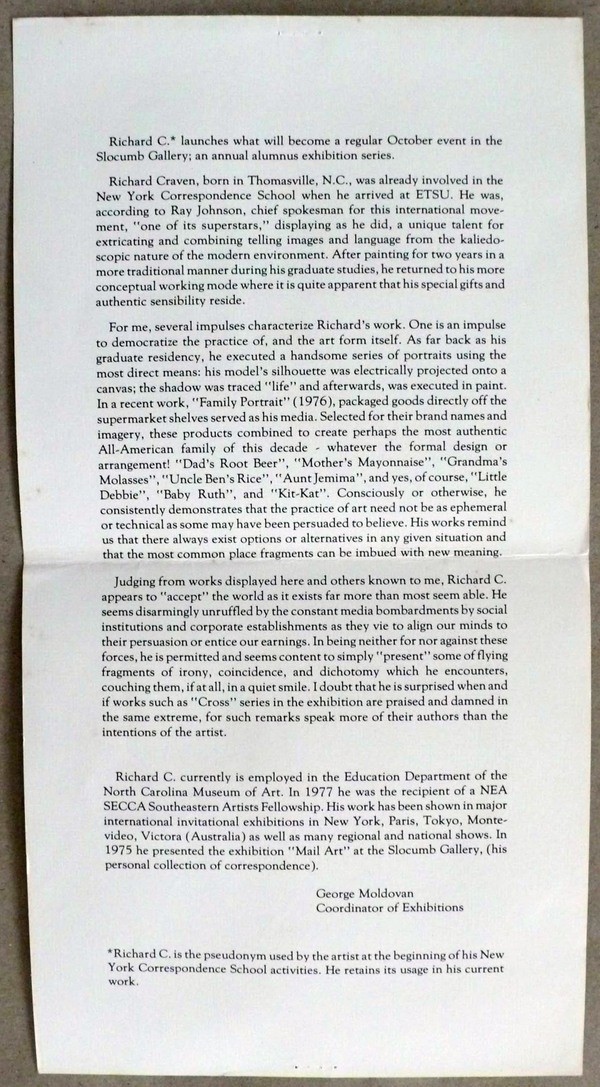 Richard C.* launches what will become a regular October event in the
Slocumb Gallery; an annual alumnus exhibition series.
Richard Craven, born in Thomasville, N.C., was already involved in the
New York Correspondence School when he arrived at ETSU. He was,
according to Ray Johnson, chief spokesman for this international move-
ment, "one of its superstars," displaying as he did, a unique talent for
extricating and combining telling images and language from the kaliedo-
scopic nature of the modern environment. After painting for two years in a
more traditional manner during his graduate studies, he returned to his more
conceptual working mode where it is quite apparent that his special gifts and
authentic sensibility reside.
For me, several impulses characterize Richard's work. One is an impulse
to democratize the practice of, and the art form itself. As far back as his
graduate residency, he executed a handsome series of portraits using the
most direct means: his model's silhouette was electrically projected onto a
canvas; the shadow was traced "life" and afterwards, was executed in paint.
In a recent work, "Family Portrait" (1976), packaged goods directly off the
supermarket shelves served as his media. Selected for their brand names and
imagery, these products combined to create perhaps the most authentic
All-American family of this decade - whatever the formal design or
arrangement! "Dad's Root Beer", "Mother's Mayonnaise", "Grandma's
Molasses", "Uncle Ben's Rice", "Aunt Jemima", and yes, of course, "Little
Debbie", "Baby Ruth", and "Kit-Kat". Consciously or otherwise, he
consistently demonstrates that the practice of art need not be as ephemeral
or technical as some may have been persuaded to believe. His works remind
us that there always exist options or alternatives in any given situation and
that the most common place fragments can be imbued with new meaning.
Judging from works displayed here and others known to me, Richard C.
appears to "accept" the world as it exists far more than most seem able. He
seems disarmingly unruffled by the constant media bombardments by social
institutions and corporate establishments as they vie to align our minds to
their persuasion or entice our earnings. In being neither for nor against these
forces, he is permitted and seems content to simply "present" some of flying
fragments of irony, coincidence, and dichotomy which he encounters,
couching them, if at all, in a quiet smile. I doubt that he is surprised when and
if works such as "Cross" series in the exhibition are praised and damned in
the same extreme, for such remarks speak more of their authors than the
intentions of the artist.
Richard C. currently is employed in the Education Department of the
North Carolina Museum of Art. In 1977 he was the recipient of a NEA
SECCA Southeastern Artists Fellowship. His work has been shown in major
international invitational exhibitions in New York, Paris, Tokyo, Monte-
video, Victora (Australia) as well as many regional and national shows. In
1975 he presented the exhibition "Mail Art" at the Slocumb Gallery, (his
personal collection of correspondence).
George Moldovan
Coordinator of Exhibitions
*Richard C. is the pseudonym used by the artist at the beginning of his New
York Correspondence School activities. He retains its usage in his current
work.